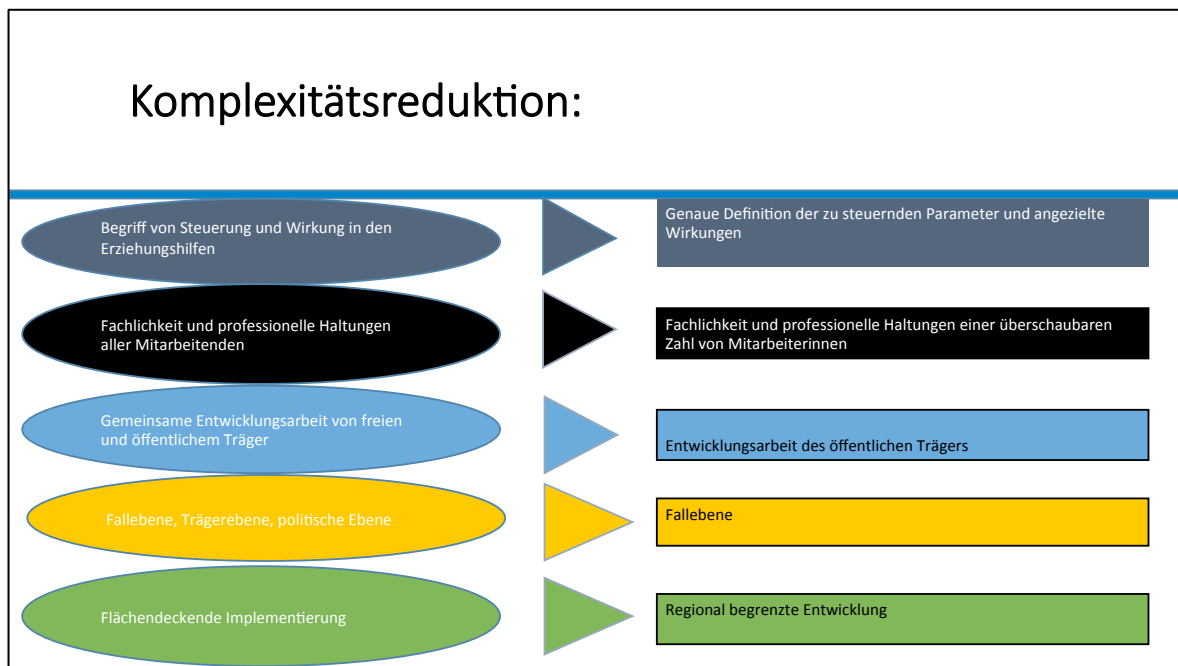 Komplexitätsreduktion:
Begriff von Steuerung und Wirkung in den
Erziehungshilfen
Genaue Definition der zu steuernden Parameter und angezielte
Wirkungen
Fachlichkeit und professionelle Haltungen
aller Mitarbeitenden
Fachlichkeit und professionelle Haltungen einer überschaubaren
Zahl von Mitarbeiterinnen
Gemeinsame Entwicklungsarbeit von freien
und öffentlichem Träger
Entwicklungsarbeit des öffentlichen Trägers
Fallebene, Trägerebene, politische Ebene
Fallebene
Flächendeckende Implementierung
Regional begrenzte Entwicklung